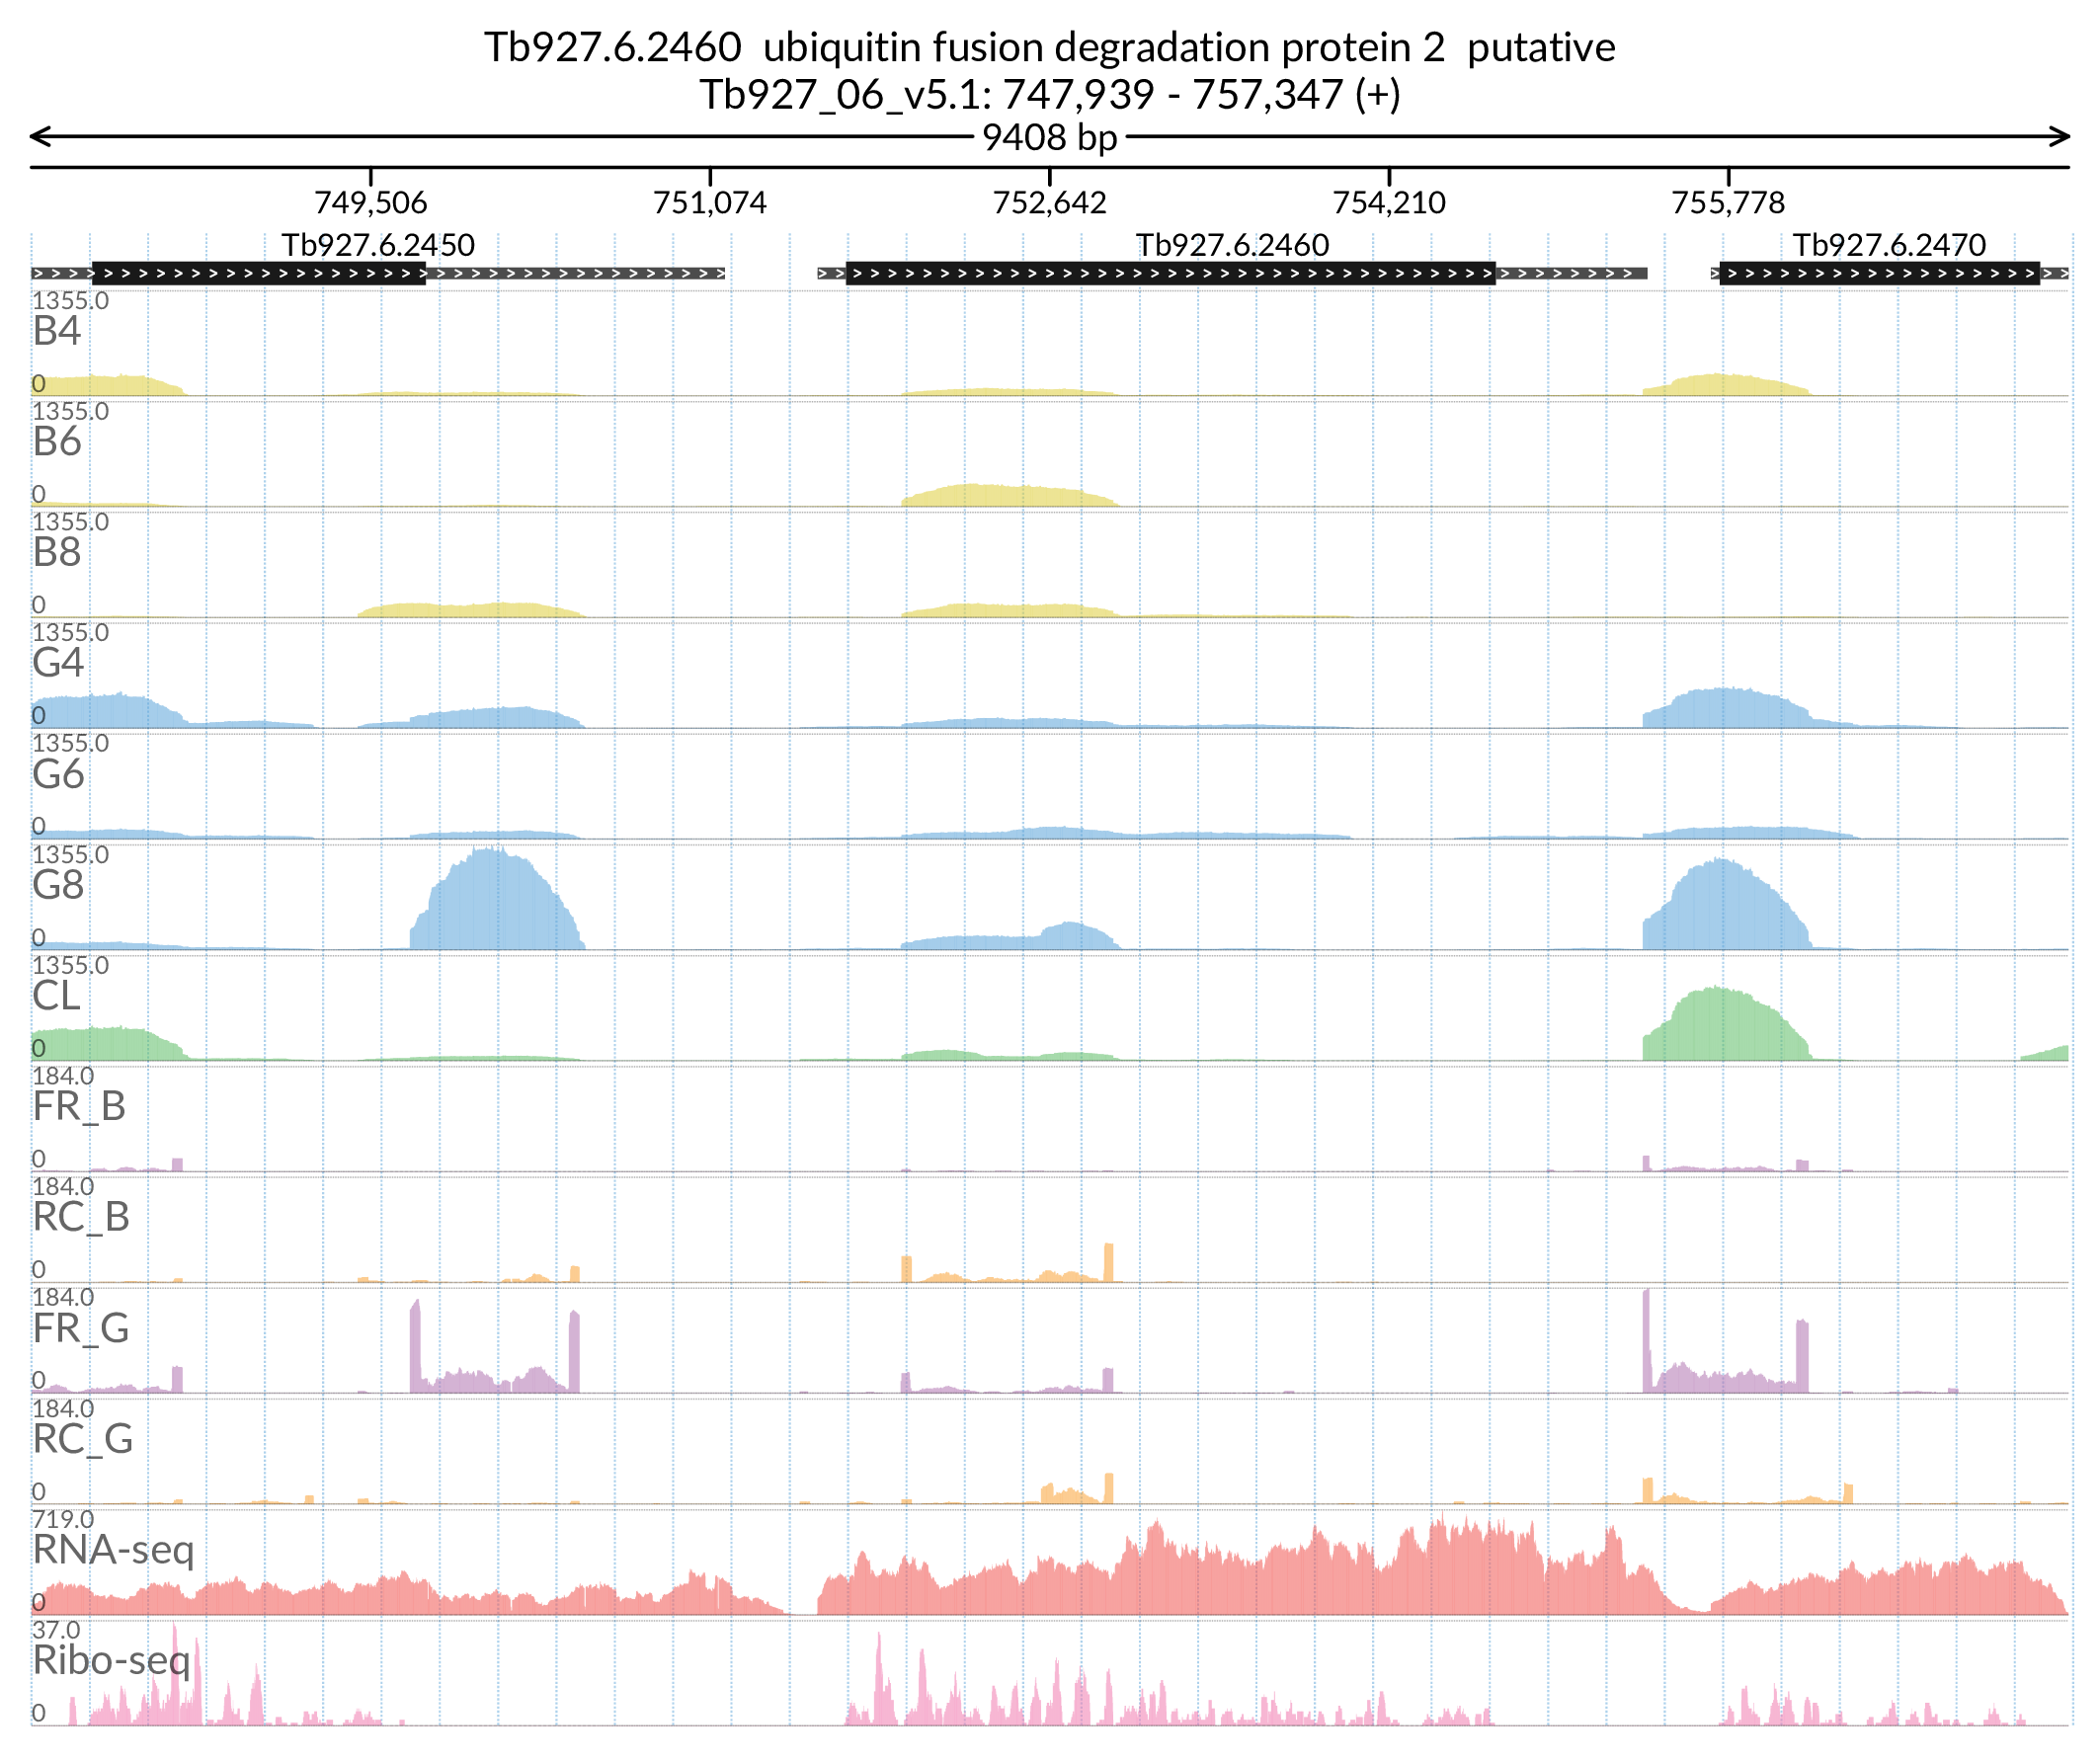 Tb927.6.2460  ubiquitin fusion degradation protein 2  putative
Tb927_06_v5.1: 747,939 - 757,347 (+)
9408 bp
749,506 751,074 752,642 754,210 755,778
Tb927.6.2450 Tb927.6.2460 Tb927.6.2470
1355.0
B4
0
1355.0
B6
0
1355.0
B8
0
1355.0
G4
0
1355.0
G6
0
1355.0
G8
0
1355.0
CL
0
184.0
FR_B
0
184.0
RC_B
0
184.0
FR_G
0
184.0
RC_G
0
719.0
RNA-seq
0
37.0
Ribo-seq
0